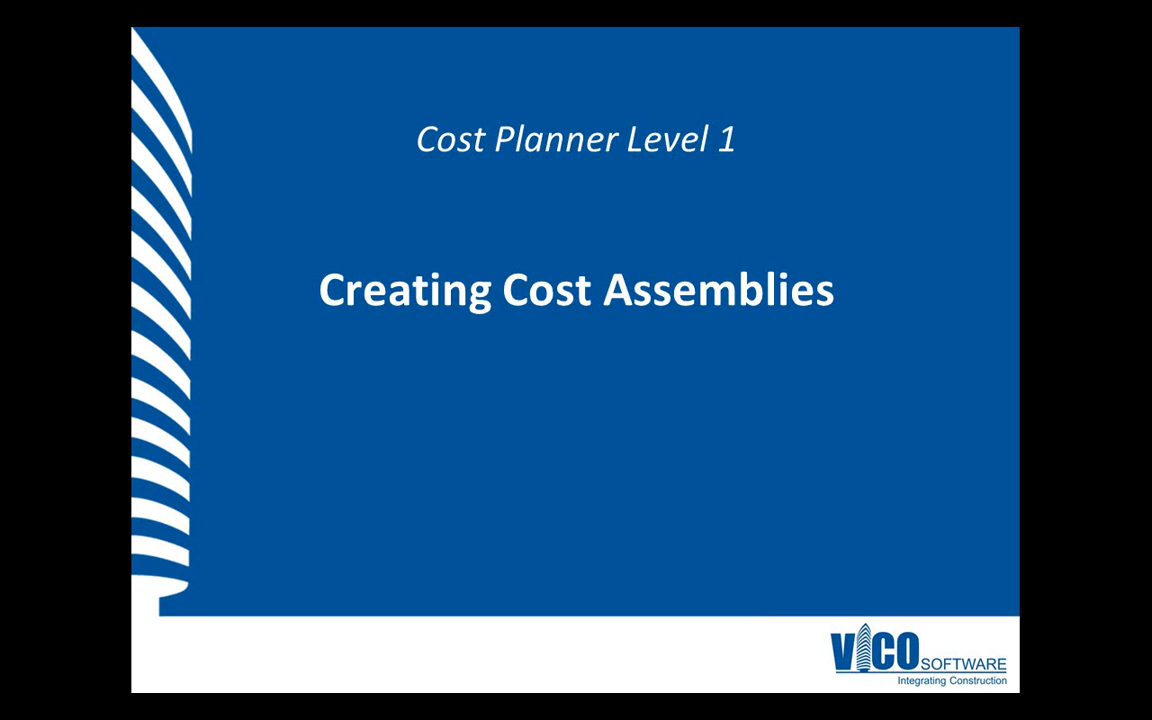 Cost Planner Level 1
Creating Cost Assemblies
VICO SOFTWARE
Integrating Construction